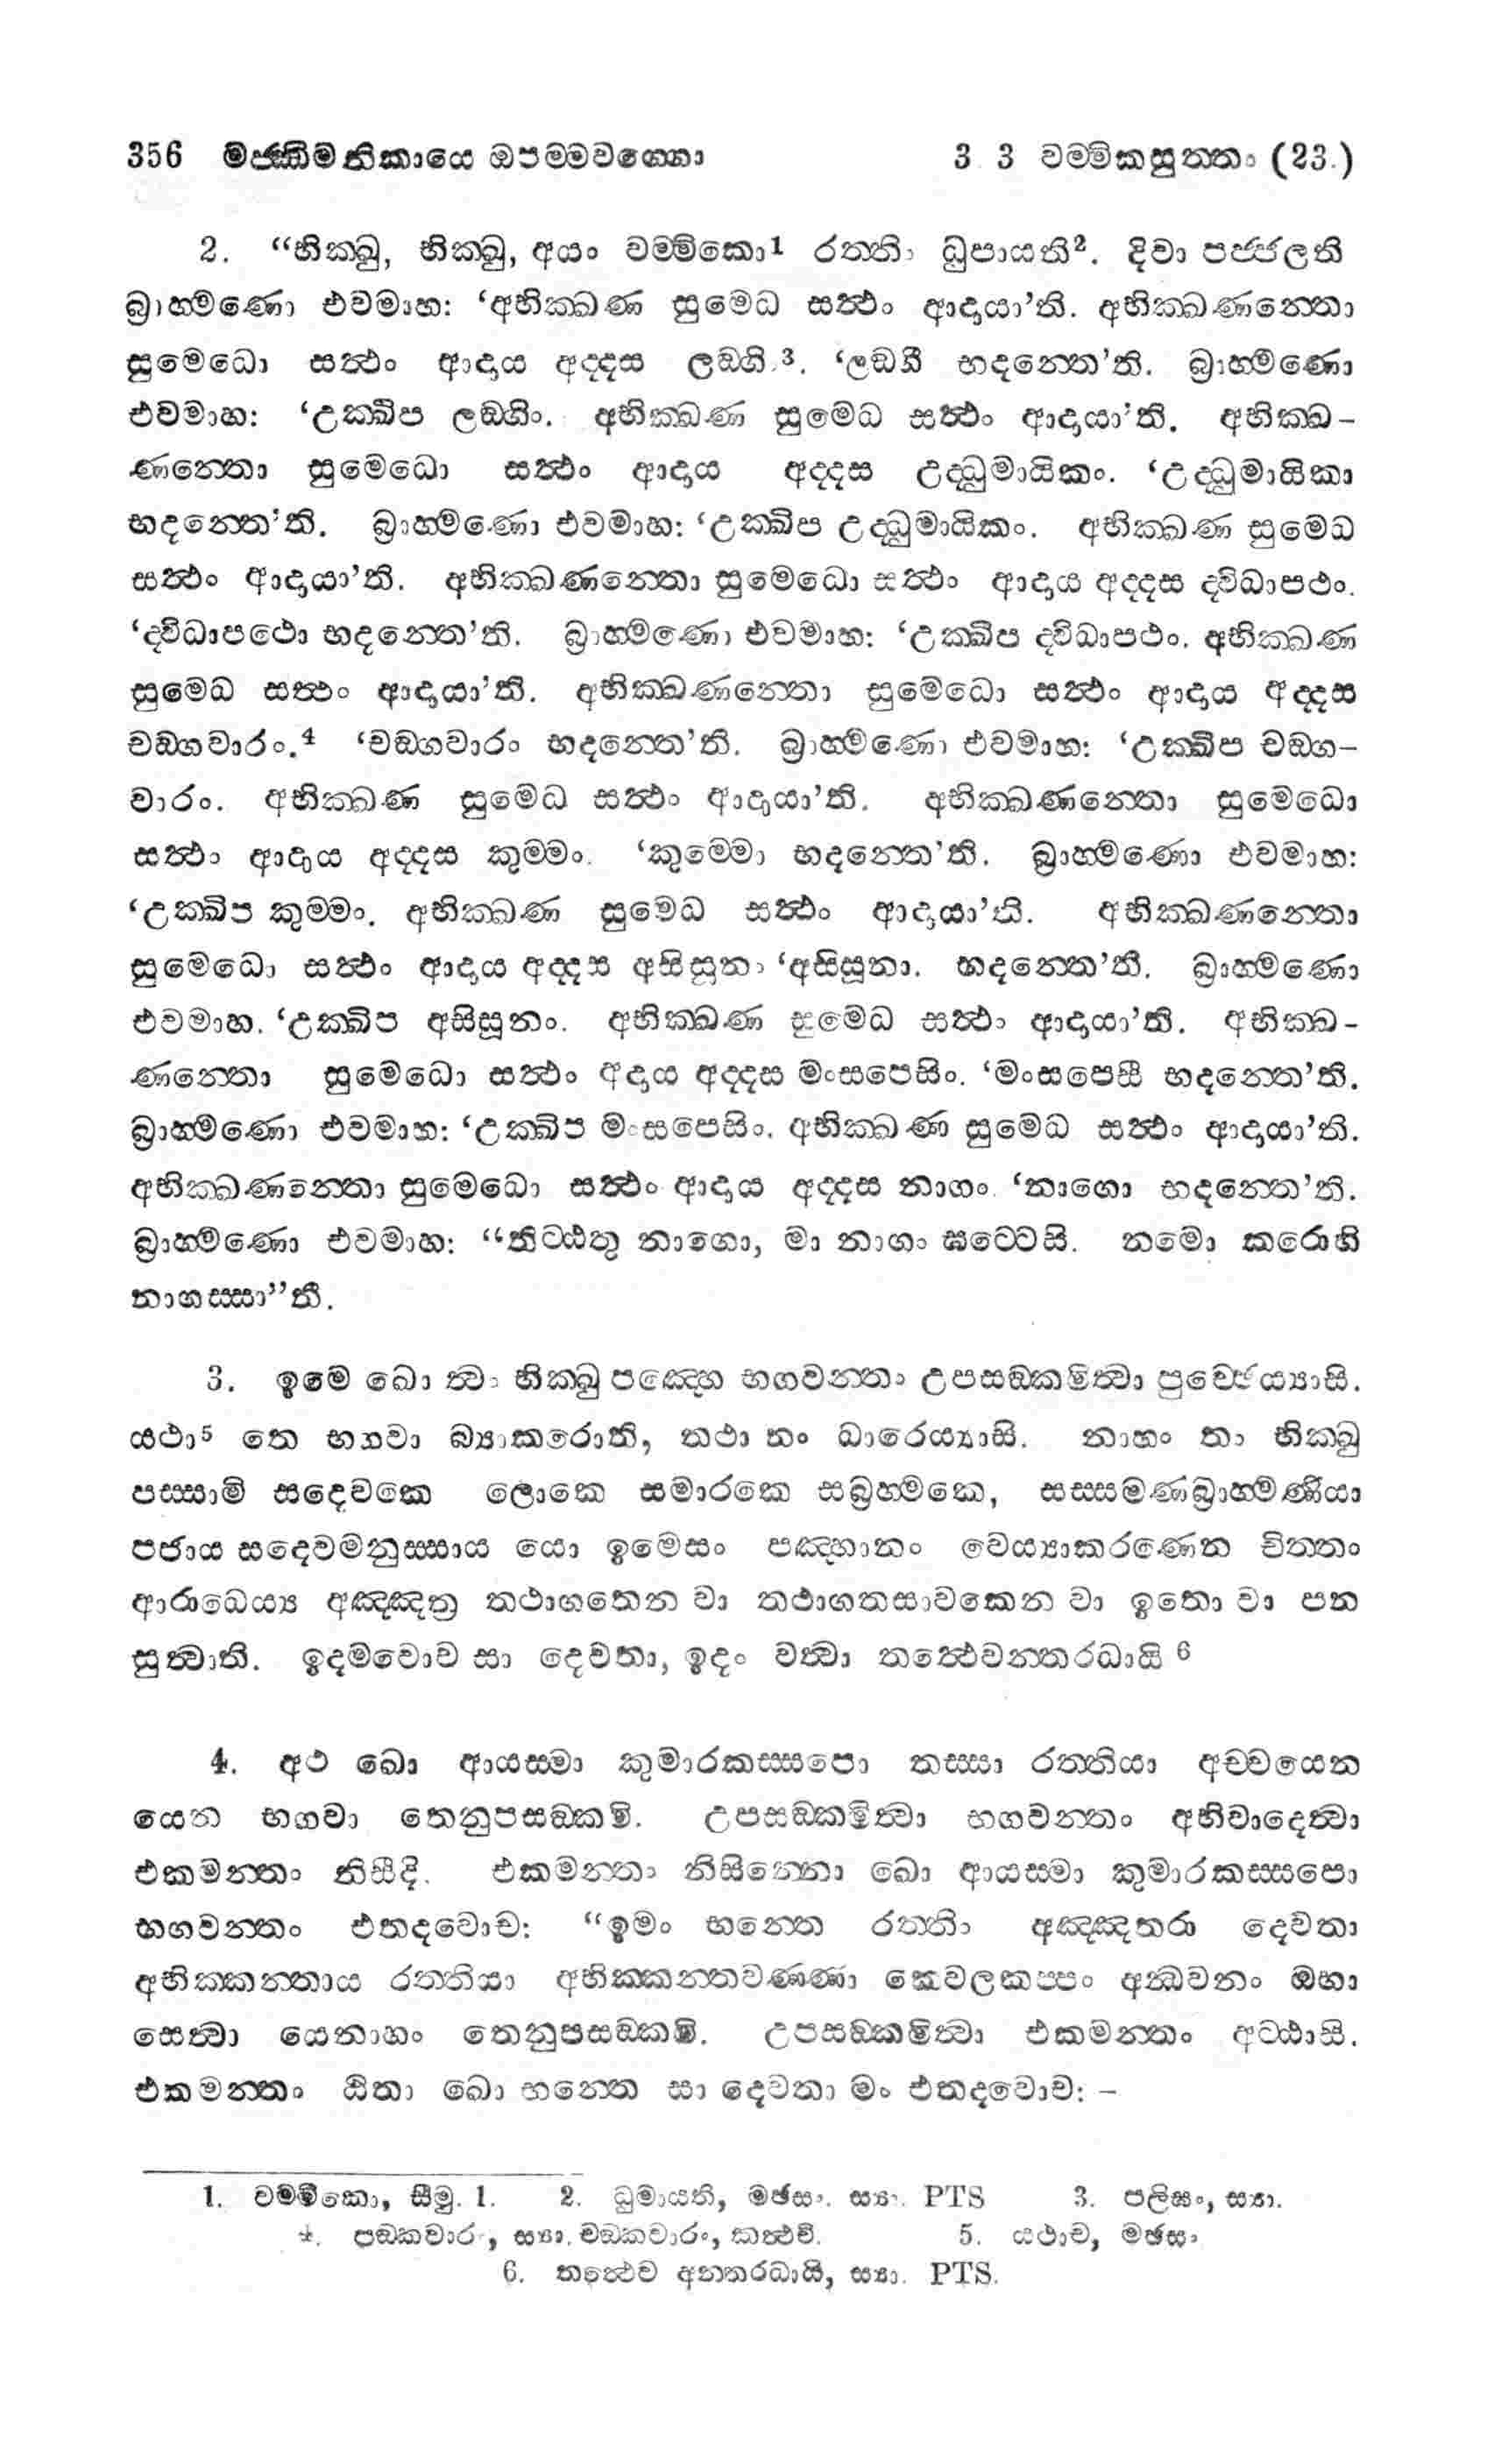 356 මජ්ඣිමනිකායෙ ඔපම්මවග්ගො 3 3 වම්මිකසුත්තං (23.)
2. “භික්ඛු, භික්ඛු, අයං වම්මිකො1 රත්තිං ධූපායති2. දිවා පජ්ජලති
බ්‍රාහ්මණො එවමාහ: ‘අභික්ඛණ සුමෙධ සත්ථං ආදායා’ති. අභික්ඛණන්තො
සුමෙධො සත්ථං ආදාය අද්දස ලඞ්ගිං3. ‘ලඞ්ගී භදන්තෙ’ති. බ්‍රාහ්මණො
එවමාහ: ‘උක්ඛිප ලඞ්ගිං. අභික්ඛණ සුමෙධ සත්ථං ආදායා’ති. අභික්ඛ-
ණන්තො සුමෙධො සත්ථං ආදාය අද්දස උද්ධුමායිකං. ‘උද්ධුමායිකා
භදන්තෙ’ති. බ්‍රාහ්මණො එවමාහ: ‘උක්ඛිප උද්ධුමායිකං. අභික්ඛණ සුමෙධ
සත්ථං ආදායා’ති. අභික්ඛණන්තො සුමෙධො සත්ථං ආදාය අද්දස ද්විධාපථං.
‘ද්විධාපථො භදන්තෙ’ති. බ්‍රාහ්මණො එවමාහ: ‘උක්ඛිප ද්විධාපථං. අභික්ඛණ
සුමෙධ සත්ථං ආදායා’ති. අභික්ඛණන්තො සුමෙධො සත්ථං ආදාය අද්දස
චඞ්ගවාරං.4 ‘චඞ්ගවාරං භදන්තෙ’ති. බ්‍රාහ්මණො එවමාහ: ‘උක්ඛිප චඞ්ග-
වාරං. අභික්ඛණ සුමෙධ සත්ථං ආදායා’ති. අභික්ඛණන්තො සුමෙධො
සත්ථං ආදාය අද්දස කුම්මං. ‘කුම්මො භදන්තෙ’ති. බ්‍රාහ්මණො එවමාහ:
‘උක්ඛිප කුම්මං. අභික්ඛණ සුමෙධ සත්ථං ආදායා’ති. අභික්ඛණන්තො
සුමෙධො සත්ථං ආදාය අද්දස අසිසූනං ‘අසිසූනා. භදන්තෙ’ති. බ්‍රාහ්මණො
එවමාහ. ‘උක්ඛිප අසිසූනං. අභික්ඛණ සුමෙධ සත්ථං ආදායා’ති. අභික්ඛ-
ණන්තො සුමෙධො සත්ථං අදාය අද්දස මංසපෙසිං. ‘මංසපෙසී භදන්තෙ’ති.
බ්‍රාහ්මණො එවමාහ: ‘උක්ඛිප මංසපෙසිං. අභික්ඛණ සුමෙධ සත්ථං ආදායා’ති.
අභික්ඛණන්තො සුමෙධො සත්ථං ආදාය අද්දස නාගං. ‘නාගො භදන්තෙ’ති.
බ්‍රාහ්මණො එවමාහ: “තිට්ඨතු නාගො, මා නාගං ඝට්ටෙසි. නමො කරොහි
නාගස්සා”ති.
3. ඉමෙ ඛො ත්වං භික්ඛු පඤ්හෙ භගවන්තං උපසඞ්කමිත්වා පුච්ඡෙය්‍යාසි.
යථා5 තෙ භගවා බ්‍යාකරොති, තථා නං ධාරෙය්‍යාසි. නාහං තං භික්ඛු
පස්සාමි සදෙවකෙ ලොකෙ සමාරකෙ සබ්‍රහ්මකෙ, සස්සමණබ්‍රාහ්මණියා
පජාය සදෙවමනුස්සාය යො ඉමෙසං පඤ්හානං වෙය්‍යාකරණෙන චිත්තං
ආරාධෙය්‍ය අඤ්ඤත්‍ර තථාගතෙන වා තථාගතසාවකෙන වා ඉතො වා පන
සුත්වාති. ඉදමවොච සා දෙවතා, ඉදං වත්වා තත්ථෙවන්තරධායි 6
4. අථ ඛො ආයස්මා කුමාරකස්සපො තස්සා රත්තියා අච්චයෙන
යෙන භගවා තෙනුපසඞ්කමි. උපසඞ්කමිත්වා භගවන්තං අභිවාදෙත්වා
එකමන්තං නිසීදි. එකමන්තං නිසින්නො ඛො ආයස්මා කුමාරකස්සපො
භගවන්තං එතදවොච: “ඉමං භන්තෙ රත්තිං අඤ්ඤතරා දෙවතා
අභික්කන්තාය රත්තියා අභික්කන්තවණ්ණා කෙවලකප්පං අන්ධවනං ඔභා
සෙත්වා යෙනාහං තෙනුපසඞ්කමි. උපසඞ්කමිත්වා එකමන්තං අට්ඨාසි.
එකමන්තං ඨිතා ඛො භන්තෙ සා දෙවතා මං එතදවොච: –
1. වම්මීකො, සීමු. 1. 2. ධුමායති, මඡසං. ස්‍යා. PTS 3. පලිඝං, ස්‍යා.
4. පඞ්කවාරං, ස්‍යා. චඞ්කවාරං, කත්ථචි. 5. යථාච, මඡසං
6. තත්ථෙව අන්තරධායි, ස්‍යා. PTS.